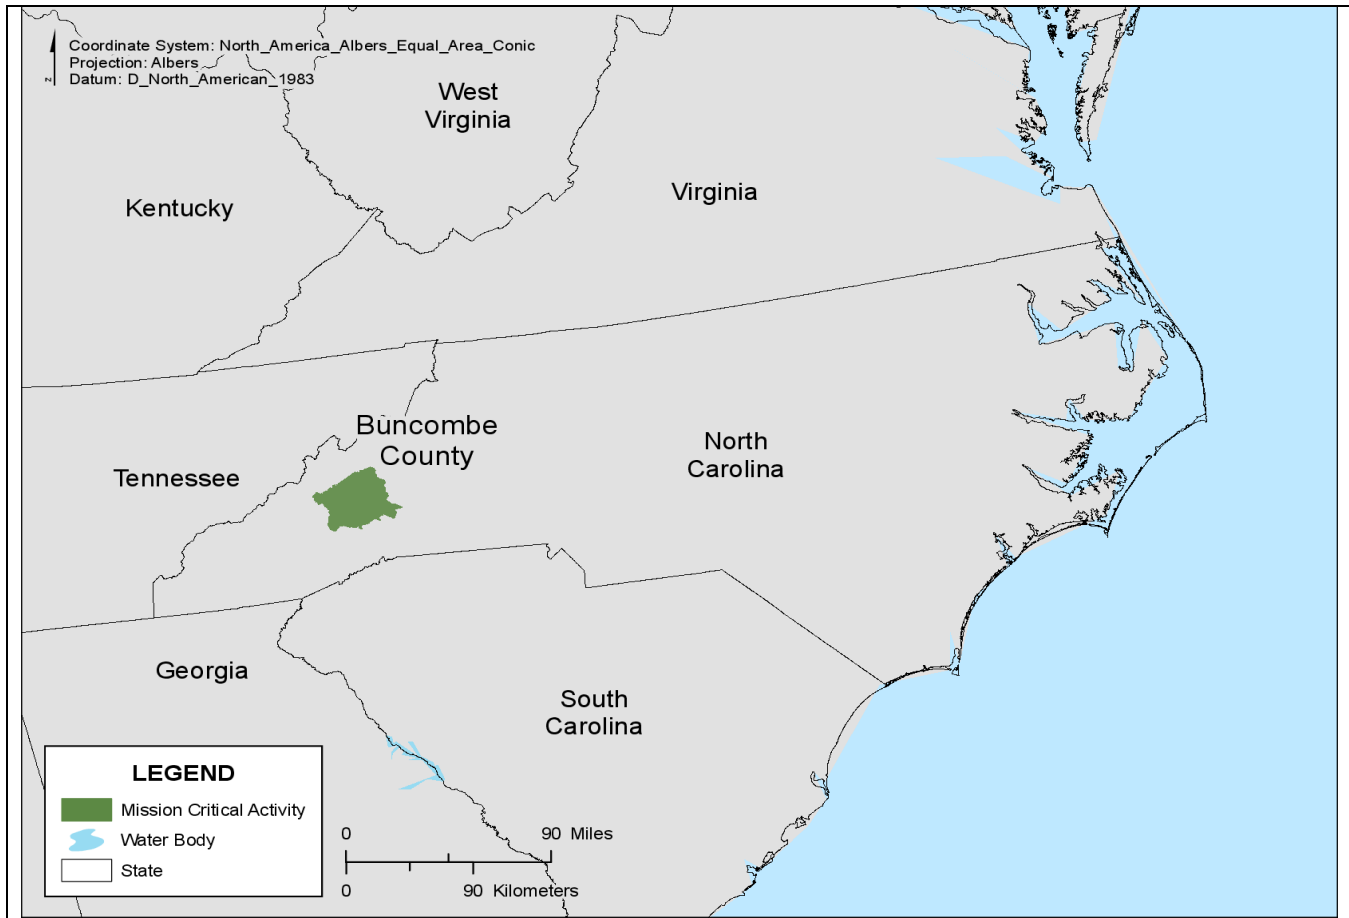 Coordinate System: North_America_Albers_Equal_Area_Conic
Projection: Albers
Datum: D_North_American_1983
N
West
Virginia
Kentucky
Virginia
Buncombe
County
North
Carolina
Tennessee
Georgia
South
Carolina
LEGEND
Mission Critical Activity
Water Body
State
0 90 Miles
0 90 Kilometers